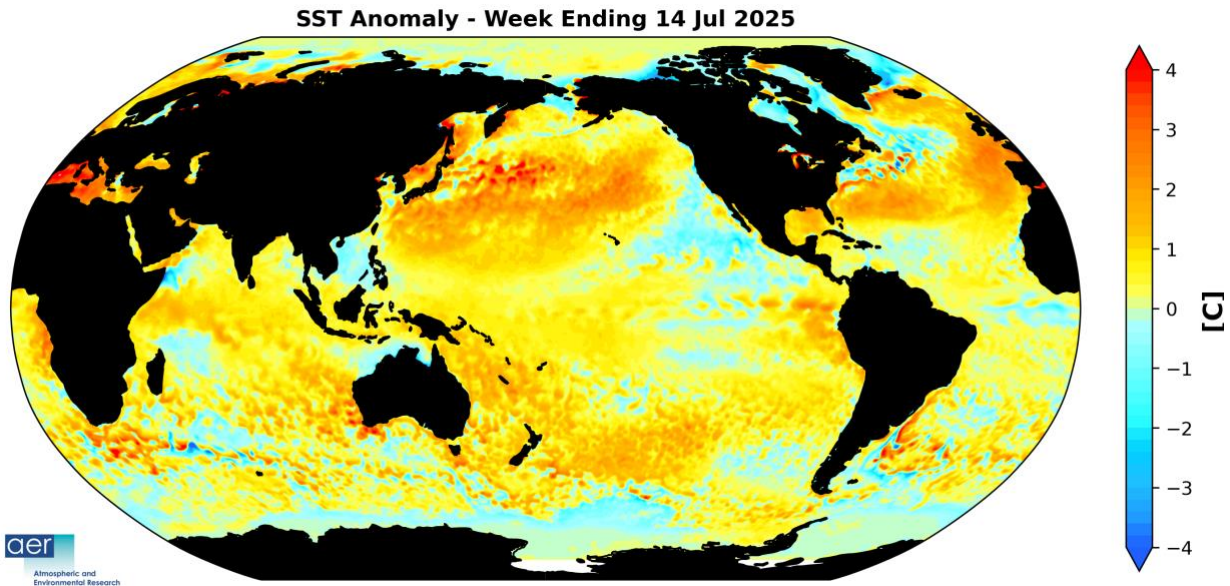 SST Anomaly - Week Ending 14 Jul 2025
4
3
2
1
0
−1
−2
−3
−4
[C]
aer
Atmospheric and
Environmental Research